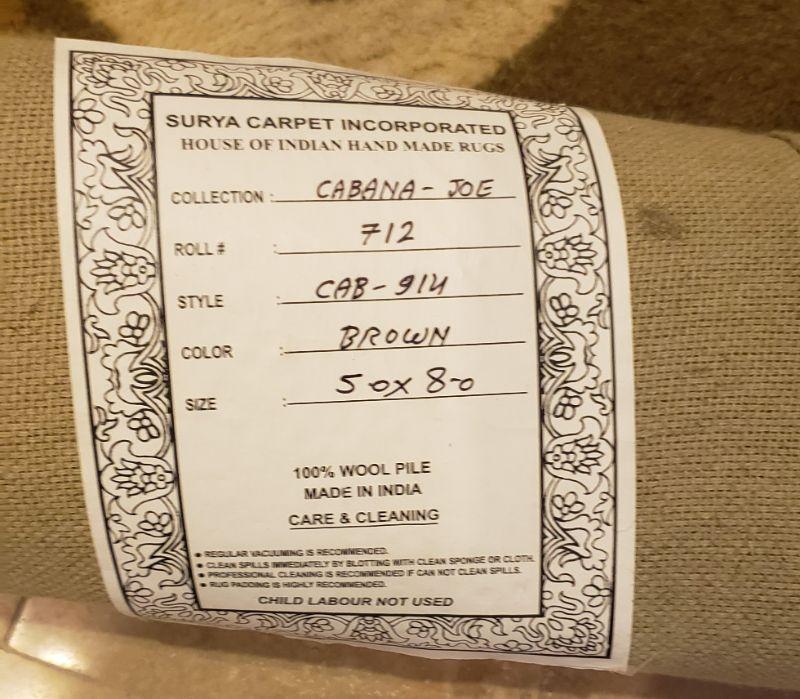 SURYA CARPET INCORPORATED
HOUSE OF INDIAN HAND MADE RUGS
COLLECTION : CABANA - JOE
ROLL # : 712
STYLE : CAB - 914
COLOR : BROWN
SIZE : 5-0x 8-0
100% WOOL PILE
MADE IN INDIA
CARE & CLEANING
• REGULAR VACUUMING IS RECOMMENDED.
• CLEAN SPILLS IMMEDIATELY BY BLOTTING WITH CLEAN SPONGE OR CLOTH.
• PROFESSIONAL CLEANING IS RECOMMENDED IF CAN NOT CLEAN SPILLS.
• RUG PADDING IS HIGHLY RECOMMENDED.
CHILD LABOUR NOT USED